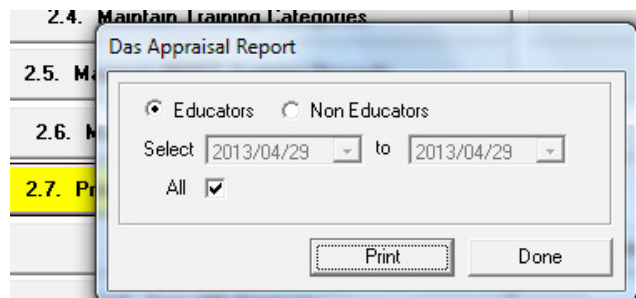 2.4. Maintain Training Categories
Das Appraisal Report
2.5. Ma
Educators Non Educators
2.6. M
Select 2013/04/29 to 2013/04/29
2.7. Pr
All
Print Done